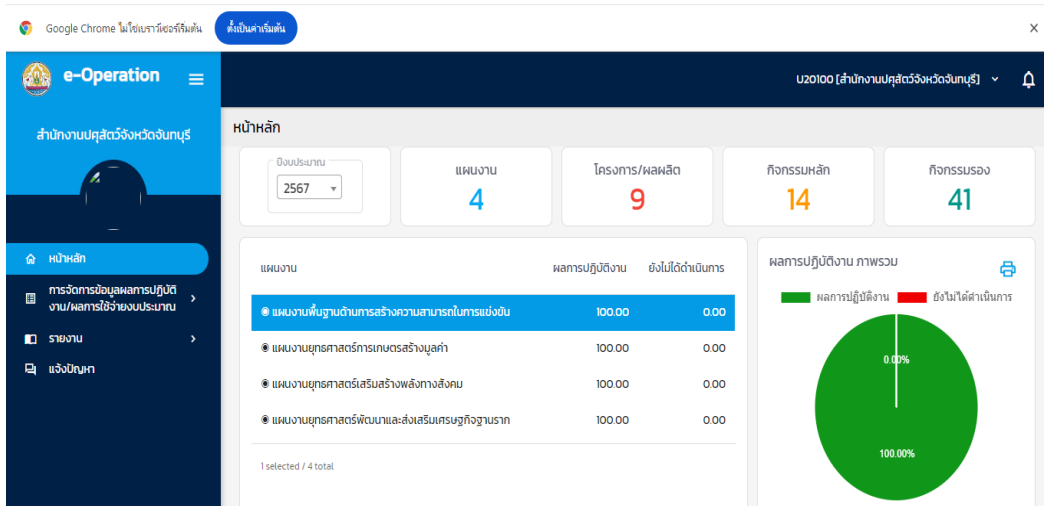 Google Chrome ไม่ใช่เบราว์เซอร์เริ่มต้น ตั้งเป็นค่าเริ่มต้น
e-Operation
U20100 [สำนักงานปศุสัตว์จังหวัดจันทบุรี]
สำนักงานปศุสัตว์จังหวัดจันทบุรี
หน้าหลัก
ปีงบประมาณ
2567
แผนงาน
4
โครงการ/ผลผลิต
9
กิจกรรมหลัก
14
กิจกรรมรอง
41
หน้าหลัก
การจัดการข้อมูลผลการปฏิบัติ
งาน/ผลการใช้จ่ายงบประมาณ
รายงาน
แจ้งปัญหา
แผนงาน ผลการปฏิบัติงาน ยังไม่ได้ดำเนินการ
แผนงานพื้นฐานด้านการสร้างความสามารถในการแข่งขัน 100.00 0.00
แผนงานยุทธศาสตร์การเกษตรสร้างมูลค่า 100.00 0.00
แผนงานยุทธศาสตร์เสริมสร้างพลังทางสังคม 100.00 0.00
แผนงานยุทธศาสตร์พัฒนาและส่งเสริมเศรษฐกิจฐานราก 100.00 0.00
1 selected / 4 total
ผลการปฏิบัติงาน ภาพรวม
ผลการปฏิบัติงาน ยังไม่ได้ดำเนินการ
0.00%
100.00%